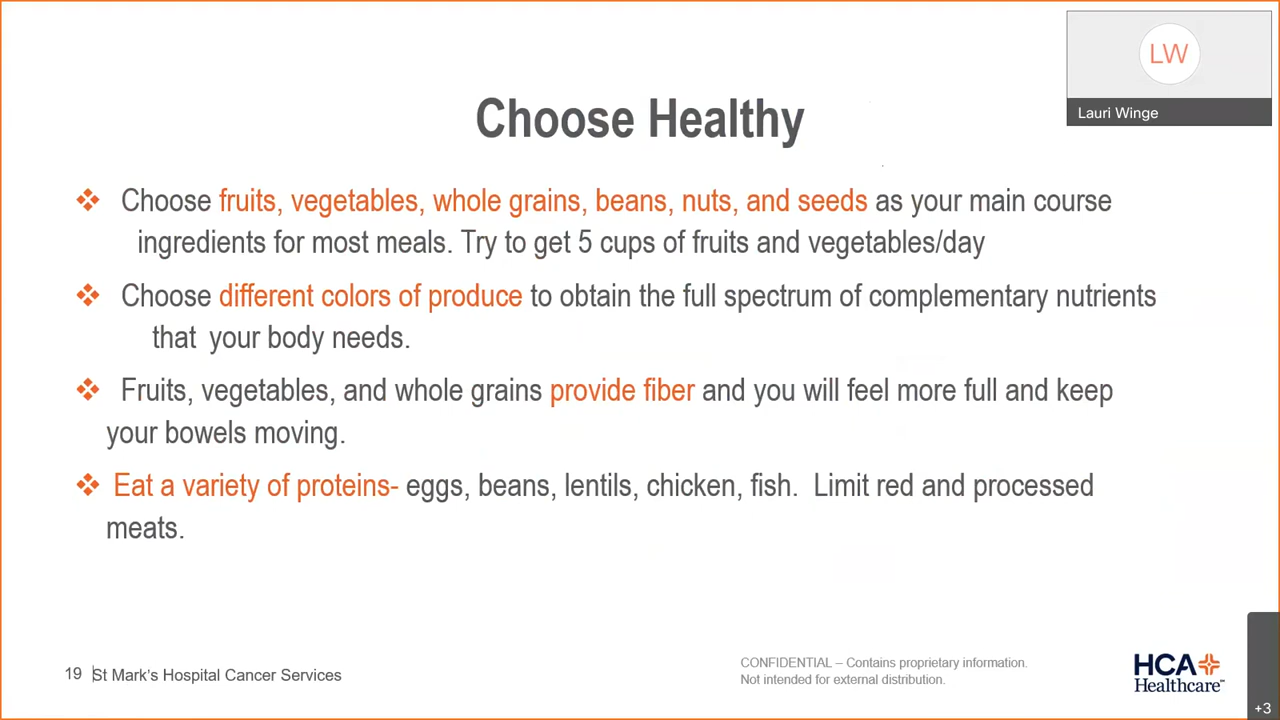 LW
Lauri Winge
Choose Healthy
Choose fruits, vegetables, whole grains, beans, nuts, and seeds as your main course
ingredients for most meals. Try to get 5 cups of fruits and vegetables/day
Choose different colors of produce to obtain the full spectrum of complementary nutrients
that your body needs.
Fruits, vegetables, and whole grains provide fiber and you will feel more full and keep
your bowels moving.
Eat a variety of proteins- eggs, beans, lentils, chicken, fish. Limit red and processed
meats.
19 St Mark's Hospital Cancer Services
CONFIDENTIAL – Contains proprietary information.
Not intended for external distribution.
HCA
Healthcare™
+3